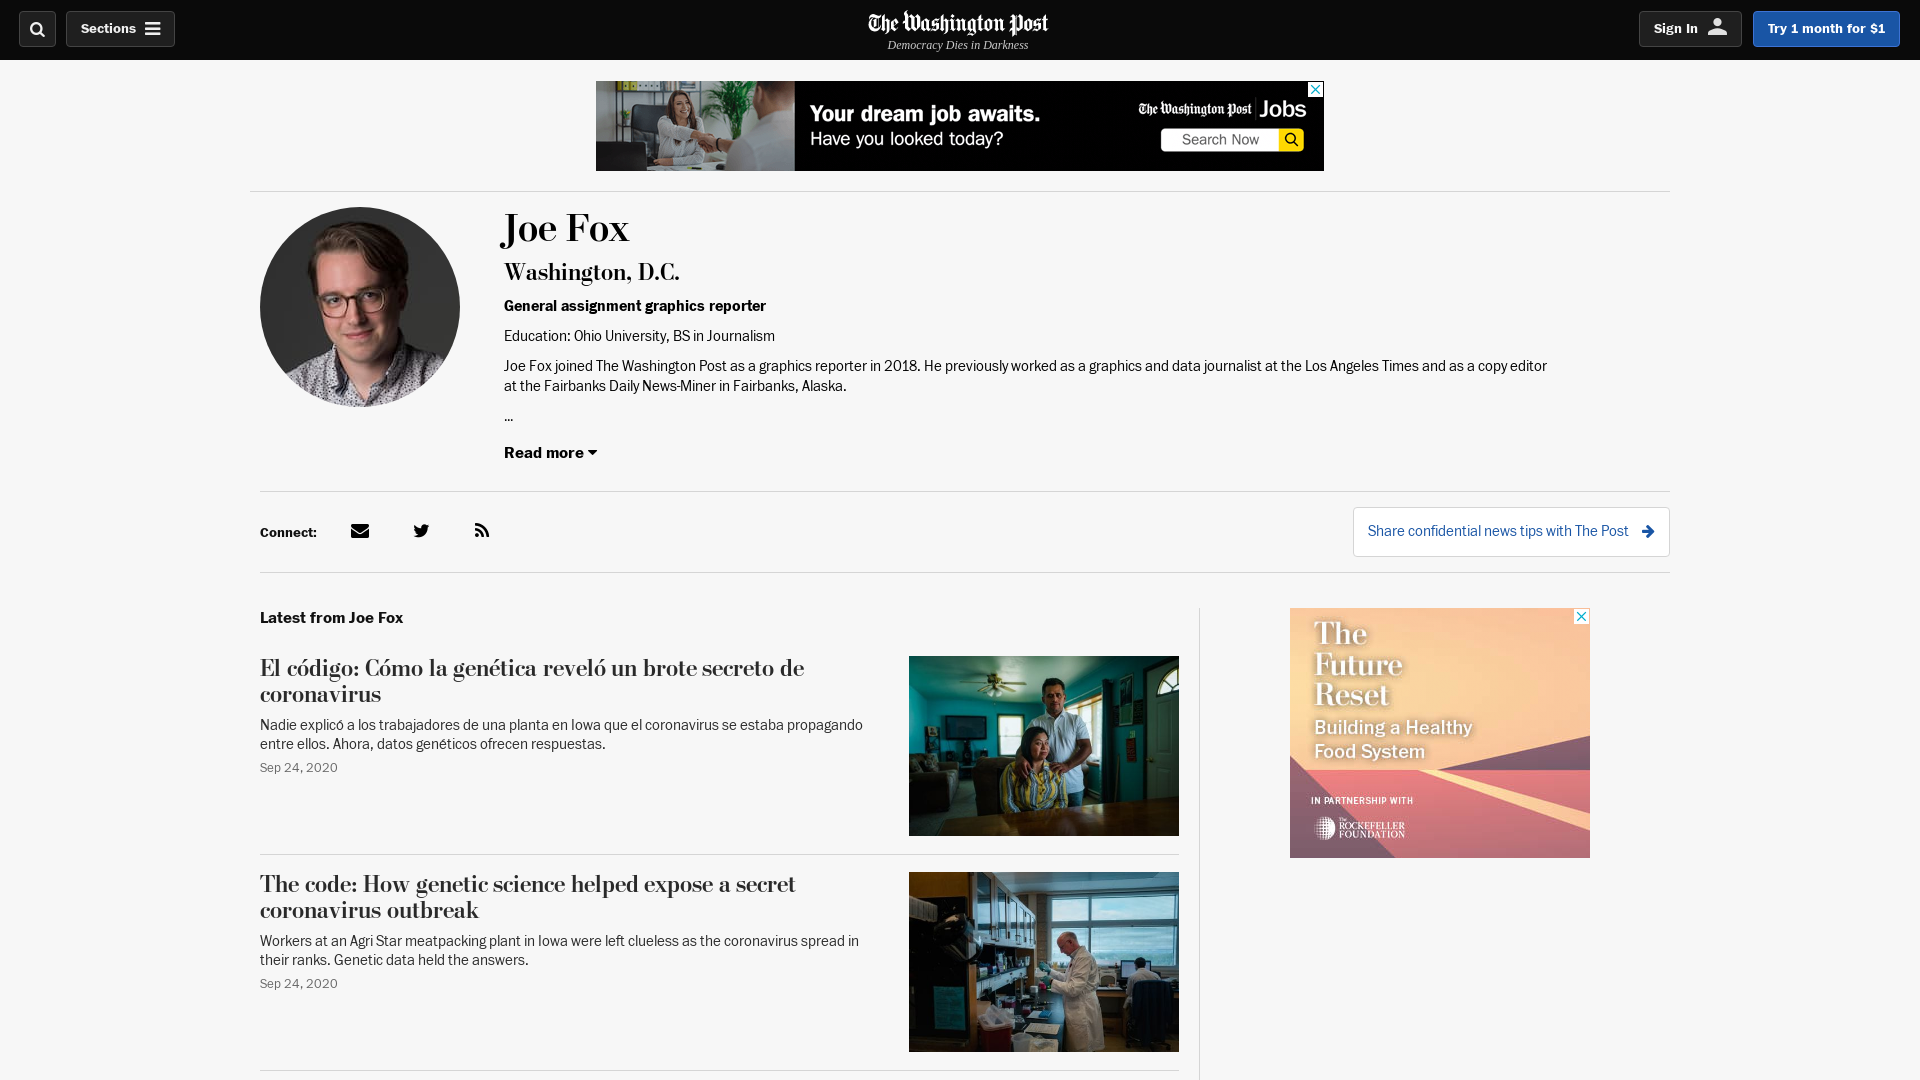 Sections
The Washington Post
Democracy Dies in Darkness
Sign In
Try 1 month for $1
Your dream job awaits.
Have you looked today?
The Washington Post Jobs
Search Now
Joe Fox
Washington, D.C.
General assignment graphics reporter
Education: Ohio University, BS in Journalism
Joe Fox joined The Washington Post as a graphics reporter in 2018. He previously worked as a graphics and data journalist at the Los Angeles Times and as a copy editor
at the Fairbanks Daily News-Miner in Fairbanks, Alaska.
...
Read more
Connect:
Share confidential news tips with The Post
Latest from Joe Fox
El código: Cómo la genética reveló un brote secreto de
coronavirus
Nadie explicó a los trabajadores de una planta en Iowa que el coronavirus se estaba propagando
entre ellos. Ahora, datos genéticos ofrecen respuestas.
Sep 24, 2020
The code: How genetic science helped expose a secret
coronavirus outbreak
Workers at an Agri Star meatpacking plant in Iowa were left clueless as the coronavirus spread in
their ranks. Genetic data held the answers.
Sep 24, 2020
The
Future
Reset
Building a Healthy
Food System
IN PARTNERSHIP WITH
The
ROCKEFELLER
FOUNDATION